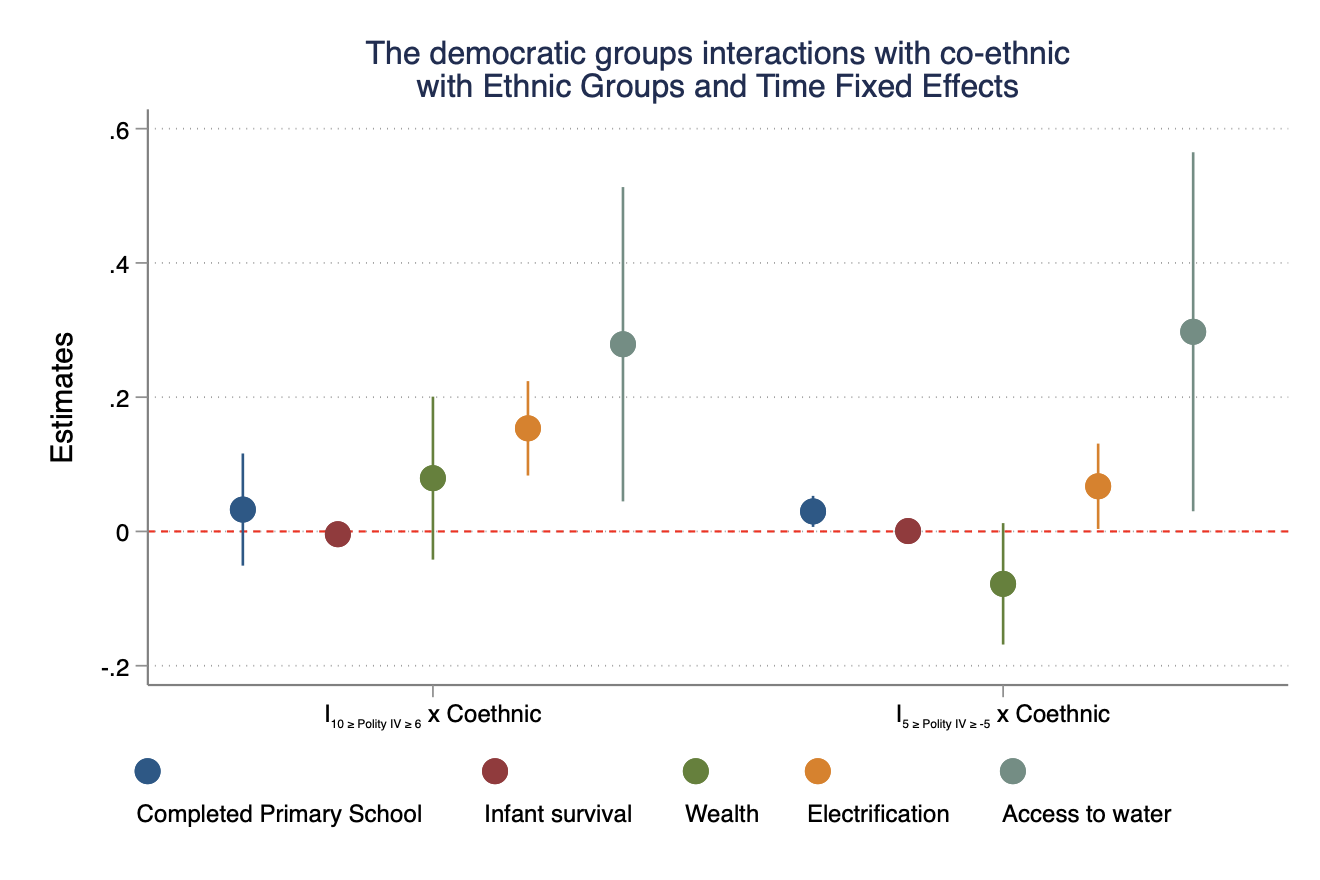 The democratic groups interactions with co-ethnic
with Ethnic Groups and Time Fixed Effects
.6
.4
.2
0
-.2
Estimates
I10 ≥ Polity IV ≥ 6 x Coethnic
I5 ≥ Polity IV ≥ -5 x Coethnic
Completed Primary School
Infant survival
Wealth
Electrification
Access to water